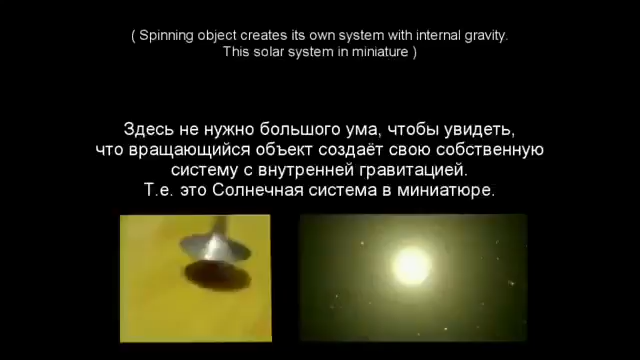 ( Spinning object creates its own system with internal gravity.
This solar system in miniature )
Здесь не нужно большого ума, чтобы увидеть,
что вращающийся объект создаёт свою собственную
систему с внутренней гравитацией.
Т.е. это Солнечная система в миниатюре.